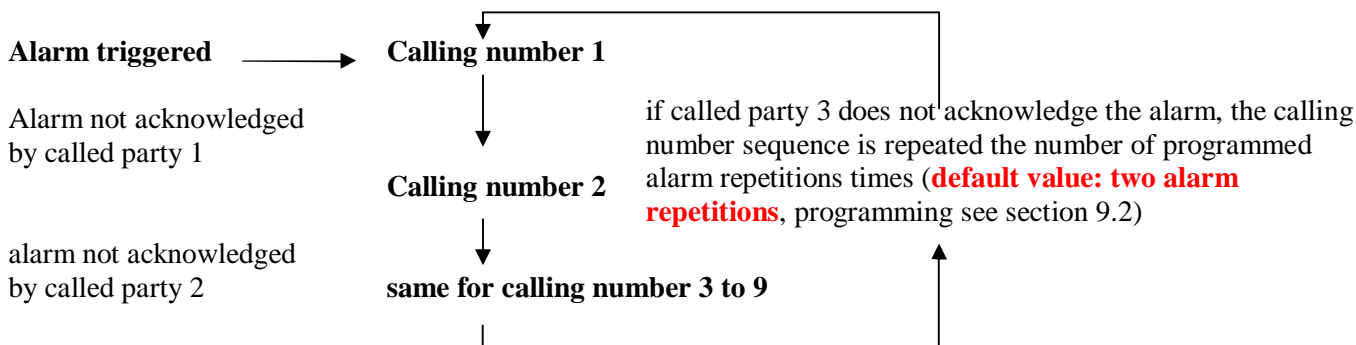 Alarm triggered
Calling number 1
Alarm not acknowledged
by called party 1
if called party 3 does not acknowledge the alarm, the calling
number sequence is repeated the number of programmed
alarm repetitions times (default value: two alarm
repetitions, programming see section 9.2)
Calling number 2
alarm not acknowledged
by called party 2
same for calling number 3 to 9